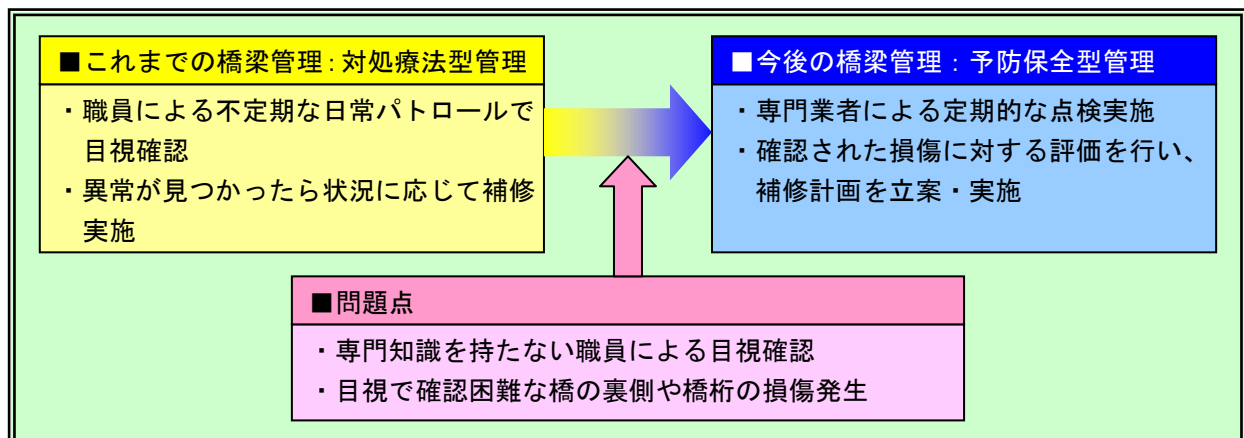 ■これまでの橋梁管理：対処療法型管理
・職員による不定期な日常パトロールで
目視確認
・異常が見つかったら状況に応じて補修
実施
■今後の橋梁管理：予防保全型管理
・専門業者による定期的な点検実施
・確認された損傷に対する評価を行い、
補修計画を立案・実施
■問題点
・専門知識を持たない職員による目視確認
・目視で確認困難な橋の裏側や橋桁の損傷発生